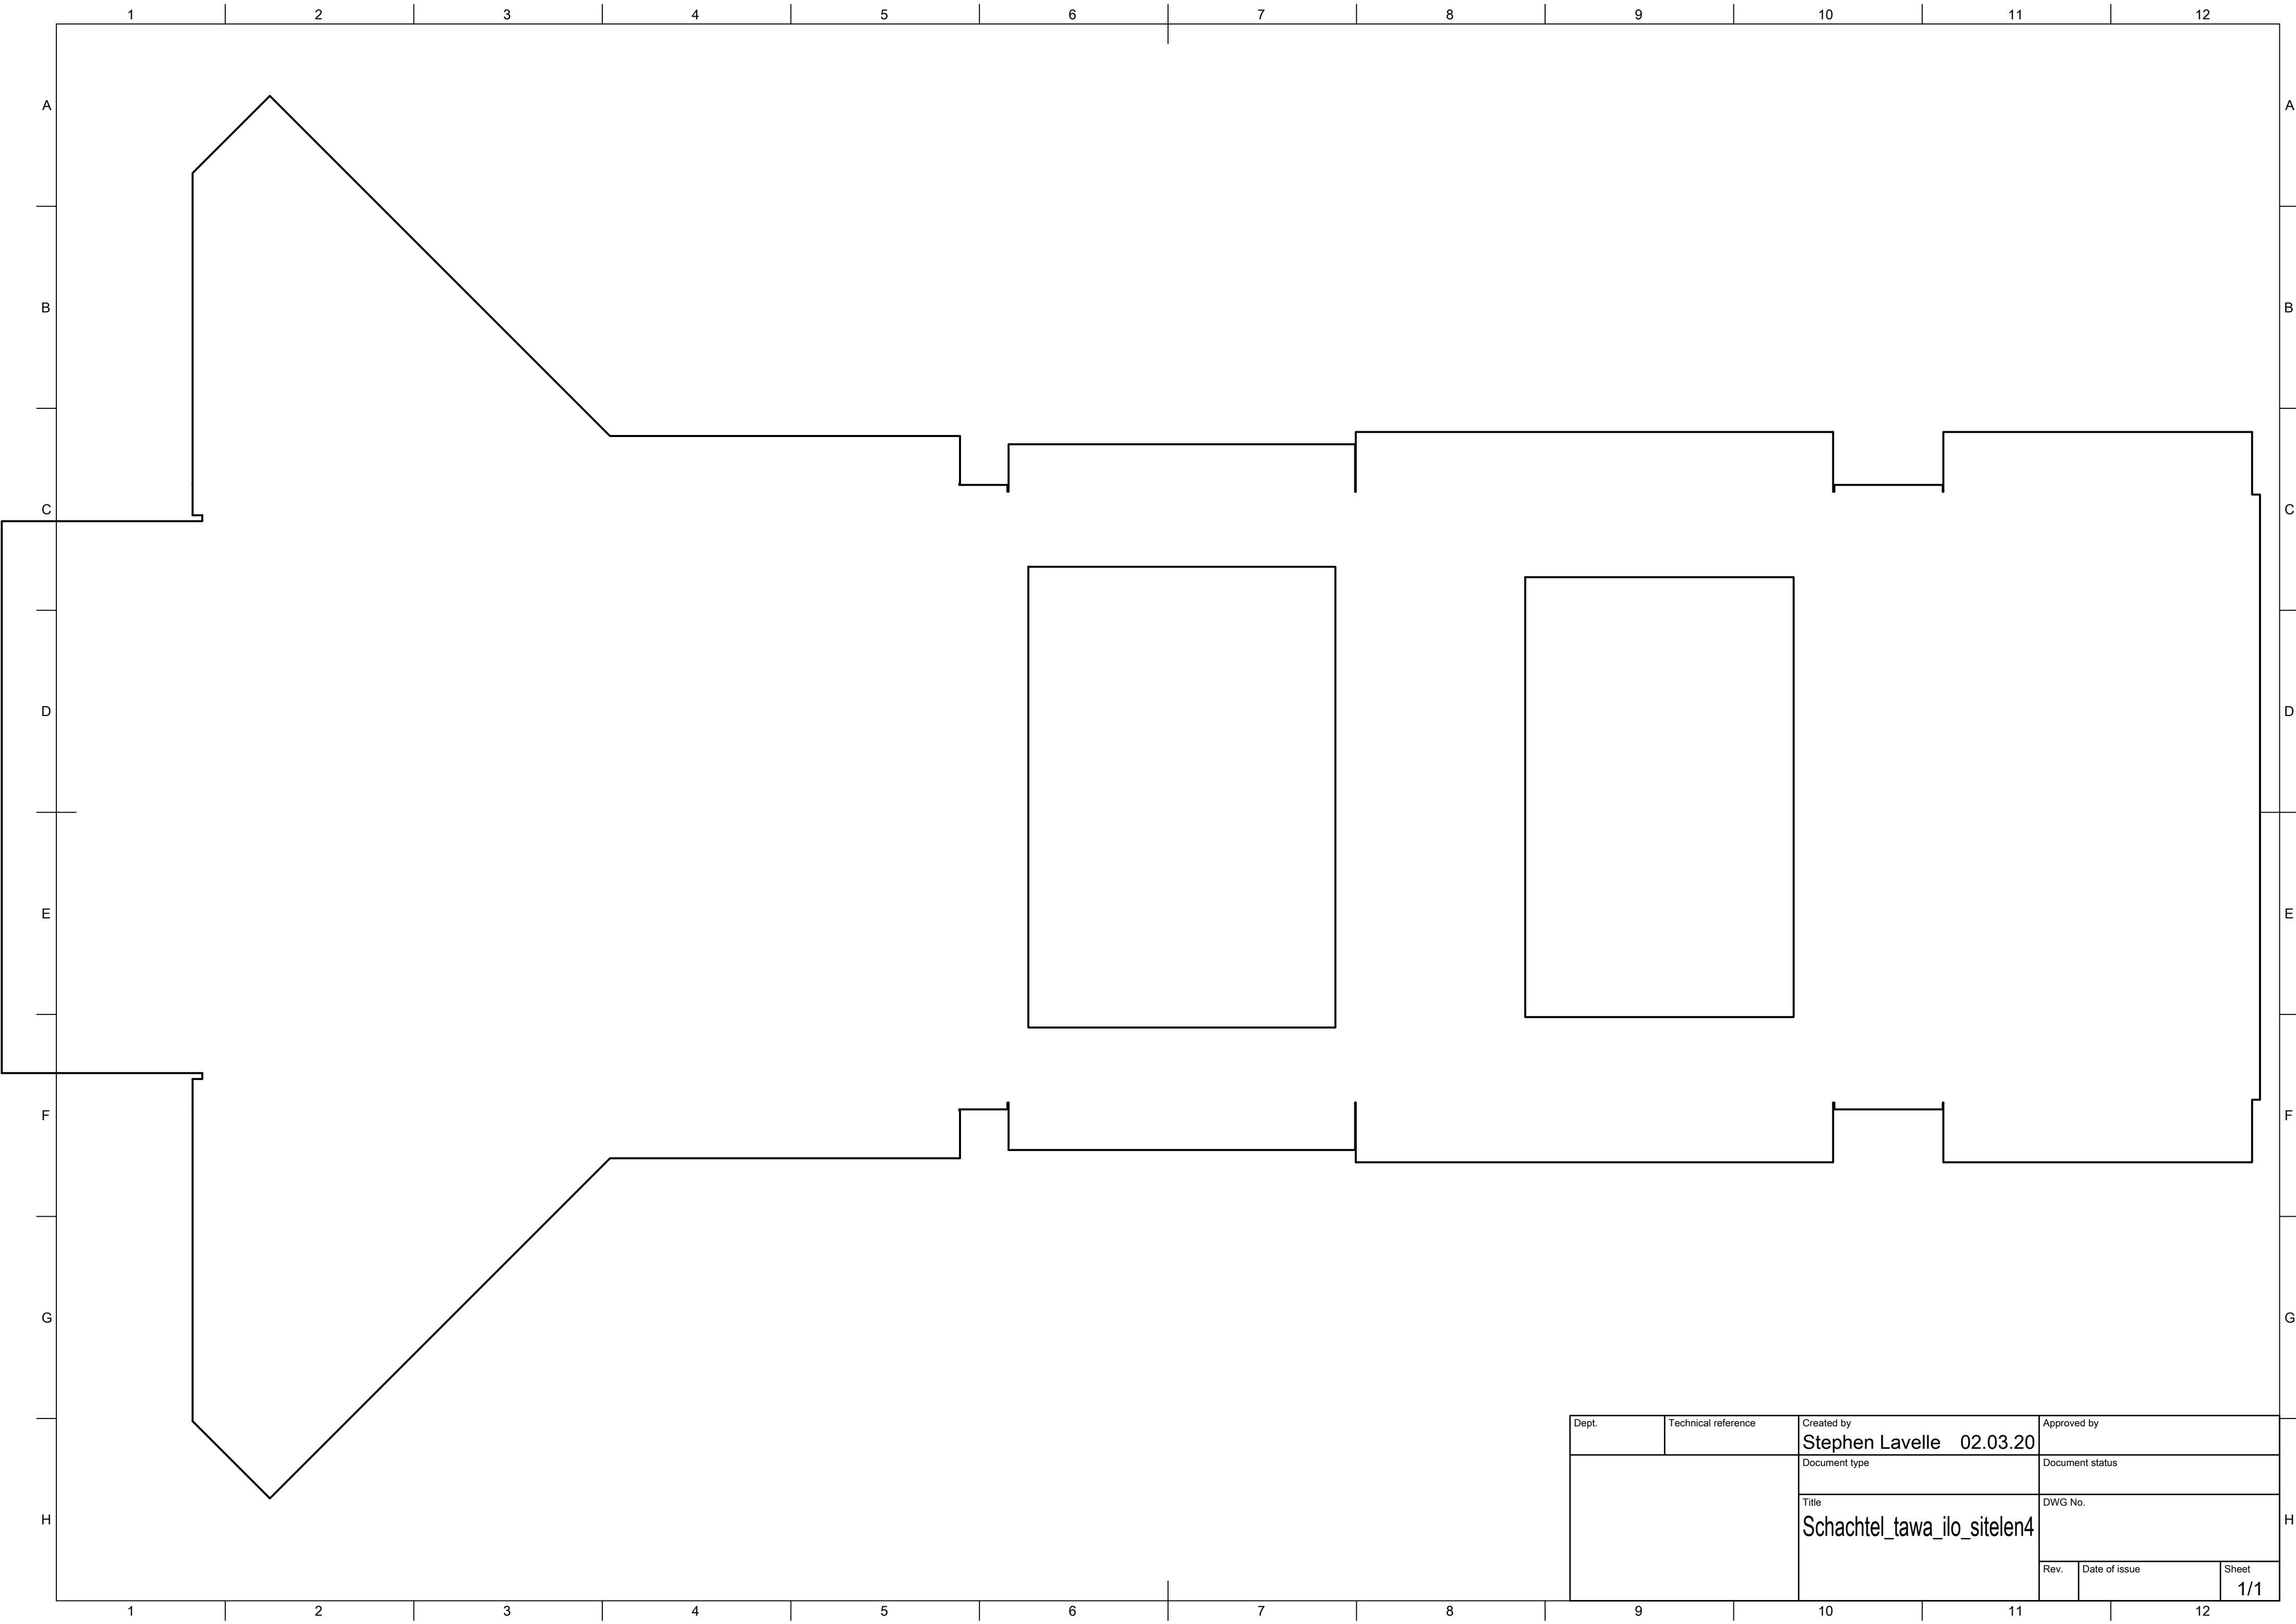 1 2 3 4 5 6 7 8 9 10 11 12
A A
B B
C C
D D
E E
F F
G G
Dept. Technical reference Created by Approved by
Stephen Lavelle 02.03.20
Document type Document status
Title DWG No.
Schachtel_tawa_ilo_sitelen4
H H
Rev. Date of issue Sheet
1/1
1 2 3 4 5 6 7 8 9 10 11 12